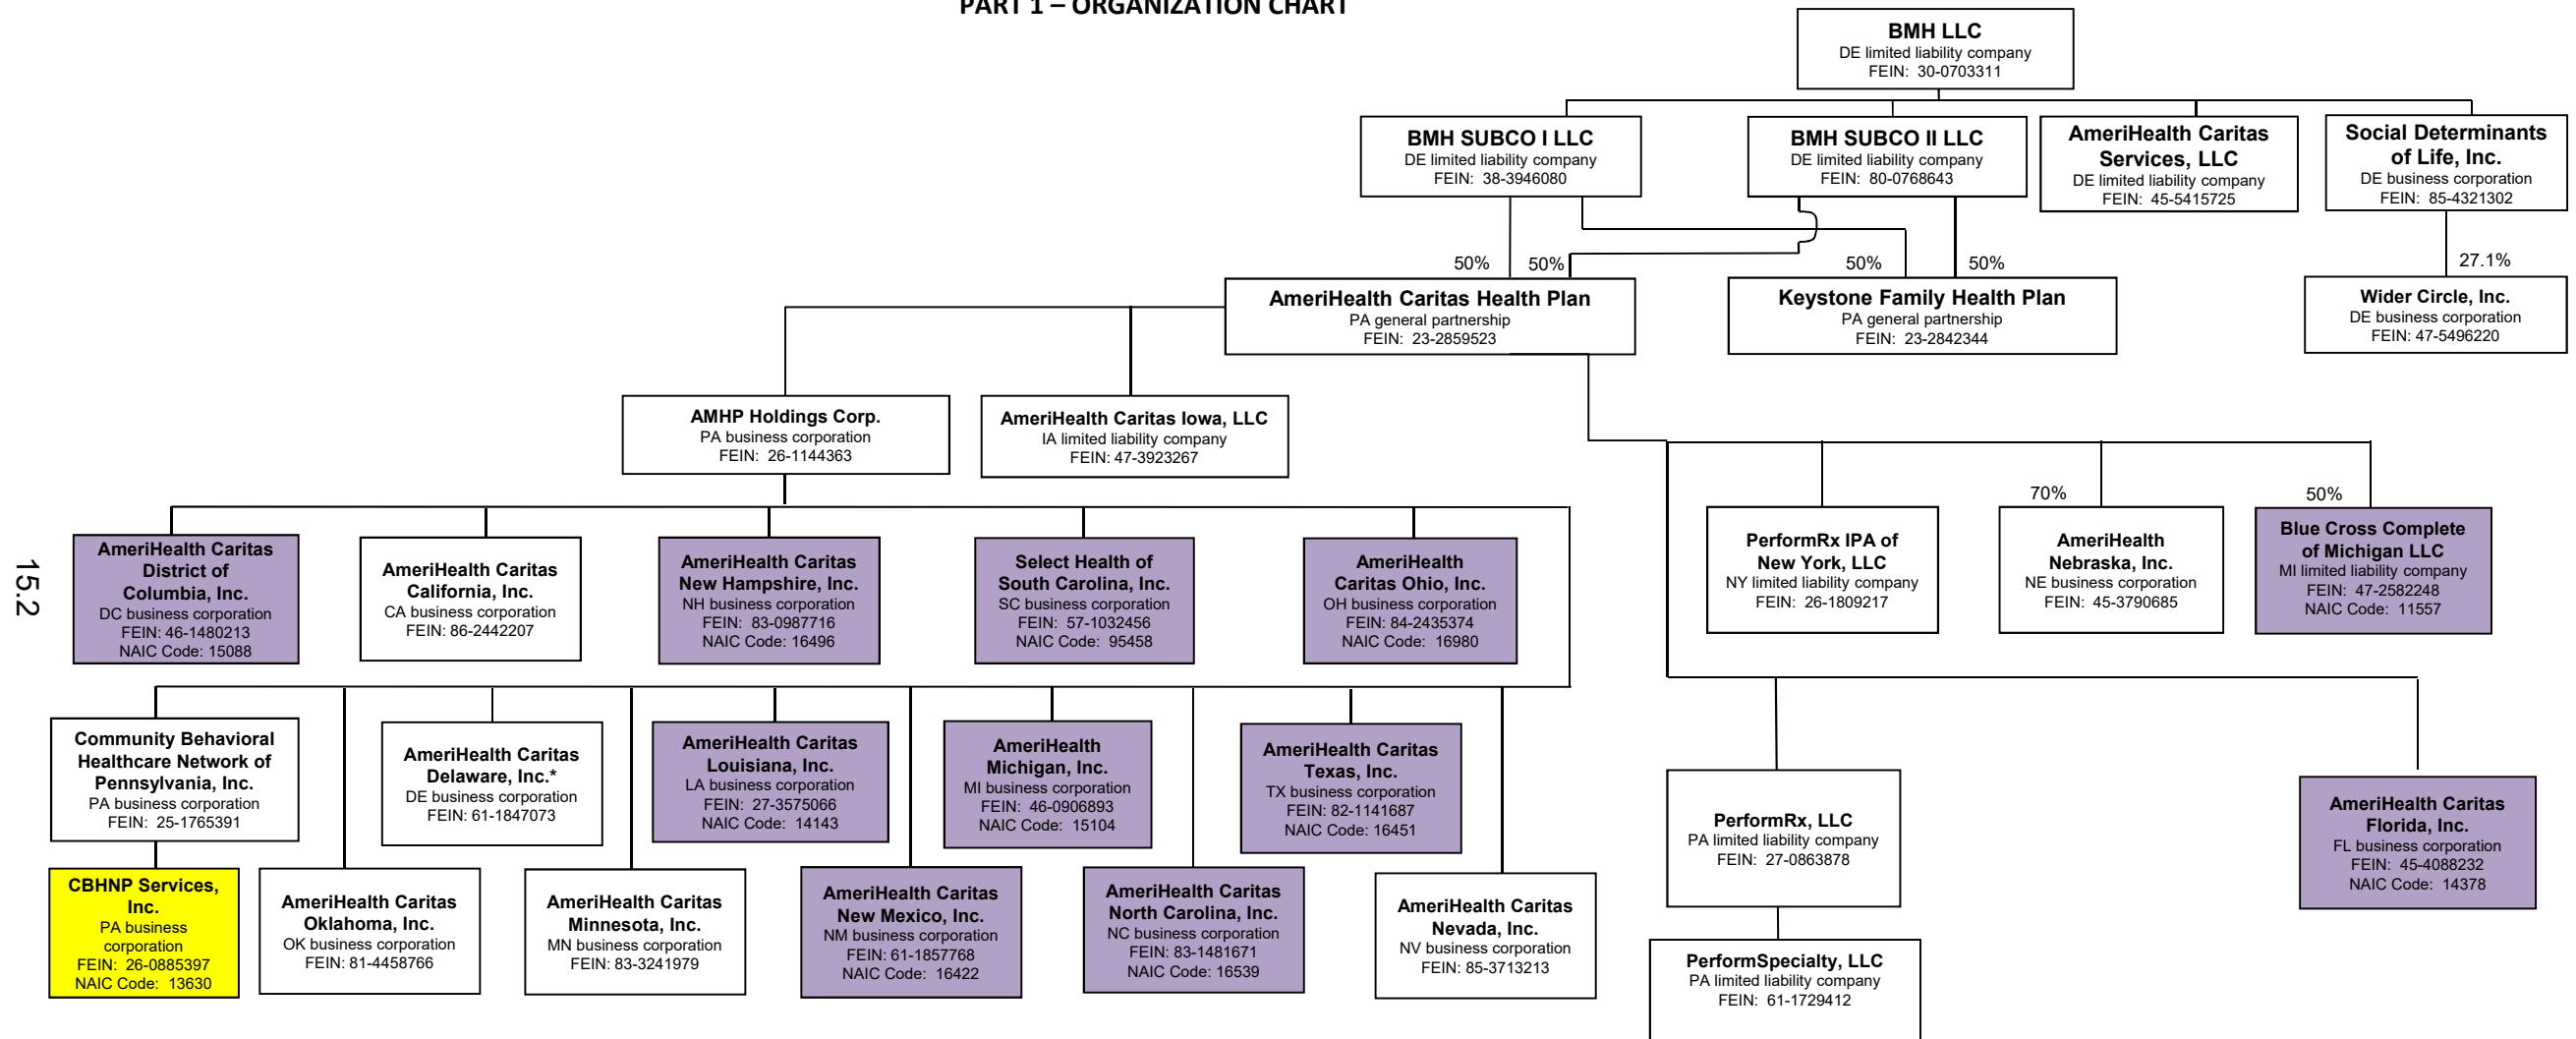 PART 1 – ORGANIZATION CHART
BMH LLC
DE limited liability company
FEIN: 30-0703311
BMH SUBCO I LLC
DE limited liability company
FEIN: 38-3946080
BMH SUBCO II LLC
DE limited liability company
FEIN: 80-0768643
AmeriHealth Caritas
Services, LLC
DE limited liability company
FEIN: 45-5415725
Social Determinants
of Life, Inc.
DE business corporation
FEIN: 85-4321302
50%
50%
50%
50%
27.1%
AmeriHealth Caritas Health Plan
PA general partnership
FEIN: 23-2859523
Keystone Family Health Plan
PA general partnership
FEIN: 23-2842344
Wider Circle, Inc.
DE business corporation
FEIN: 47-5496220
AMHP Holdings Corp.
PA business corporation
FEIN: 26-1144363
AmeriHealth Caritas Iowa, LLC
IA limited liability company
FEIN: 47-3923267
70%
50%
15.2
AmeriHealth Caritas
District of
Columbia, Inc.
DC business corporation
FEIN: 46-1480213
NAIC Code: 15088
AmeriHealth Caritas
California, Inc.
CA business corporation
FEIN: 86-2442207
AmeriHealth Caritas
New Hampshire, Inc.
NH business corporation
FEIN: 83-0987716
NAIC Code: 16496
Select Health of
South Carolina, Inc.
SC business corporation
FEIN: 57-1032456
NAIC Code: 95458
AmeriHealth
Caritas Ohio, Inc.
OH business corporation
FEIN: 84-2435374
NAIC Code: 16980
PerformRx IPA of
New York, LLC
NY limited liability company
FEIN: 26-1809217
AmeriHealth
Nebraska, Inc.
NE business corporation
FEIN: 45-3790685
Blue Cross Complete
of Michigan LLC
MI limited liability company
FEIN: 47-2582248
NAIC Code: 11557
Community Behavioral
Healthcare Network of
Pennsylvania, Inc.
PA business corporation
FEIN: 25-1765391
AmeriHealth Caritas
Delaware, Inc.*
DE business corporation
FEIN: 61-1847073
AmeriHealth Caritas
Louisiana, Inc.
LA business corporation
FEIN: 27-3575066
NAIC Code: 14143
AmeriHealth
Michigan, Inc.
MI business corporation
FEIN: 46-0906893
NAIC Code: 15104
AmeriHealth Caritas
Texas, Inc.
TX business corporation
FEIN: 82-1141687
NAIC Code: 16451
PerformRx, LLC
PA limited liability company
FEIN: 27-0863878
AmeriHealth Caritas
Florida, Inc.
FL business corporation
FEIN: 45-4088232
NAIC Code: 14378
CBHNP Services,
Inc.
PA business
corporation
FEIN: 26-0885397
NAIC Code: 13630
AmeriHealth Caritas
Oklahoma, Inc.
OK business corporation
FEIN: 81-4458766
AmeriHealth Caritas
Minnesota, Inc.
MN business corporation
FEIN: 83-3241979
AmeriHealth Caritas
New Mexico, Inc.
NM business corporation
FEIN: 61-1857768
NAIC Code: 16422
AmeriHealth Caritas
North Carolina, Inc.
NC business corporation
FEIN: 83-1481671
NAIC Code: 16539
AmeriHealth Caritas
Nevada, Inc.
NV business corporation
FEIN: 85-3713213
PerformSpecialty, LLC
PA limited liability company
FEIN: 61-1729412